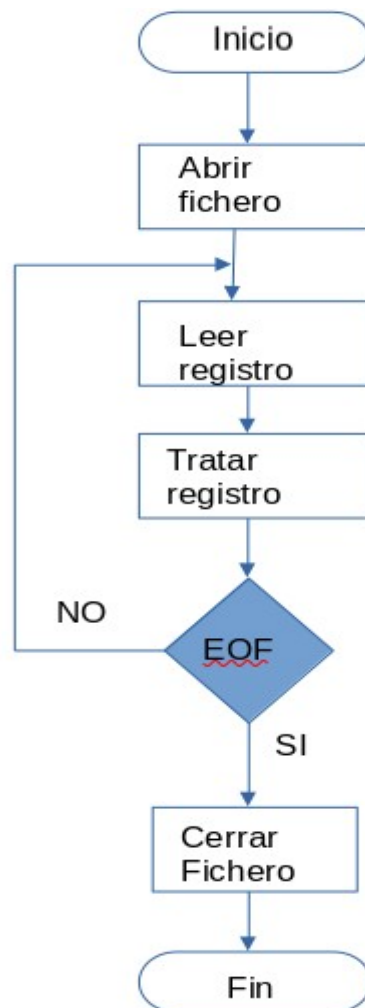 Inicio
Abrir
fichero
Leer
registro
Tratar
registro
NO
EOF
SI
Cerrar
Fichero
Fin